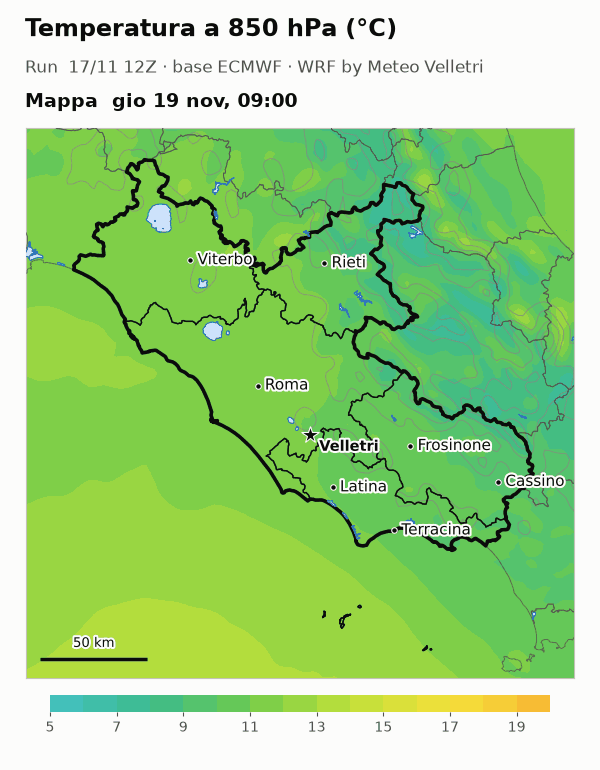 Temperatura a 850 hPa (°C)
Run  17/11 12Z · base ECMWF · WRF by Meteo Velletri
Mappa  gio 19 nov, 09:00
Viterbo
Rieti
Roma
Velletri
Frosinone
Latina
Cassino
Terracina
50 km
5 7 9 11 13 15 17 19